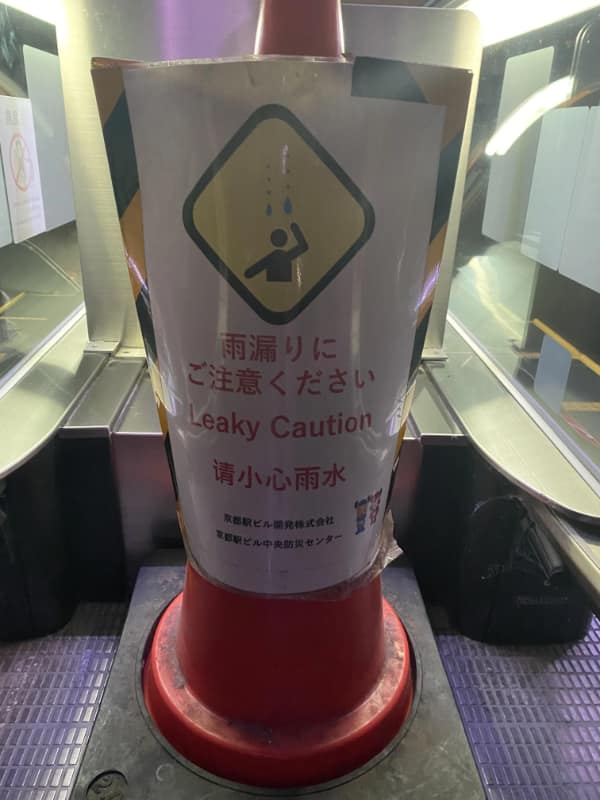 雨漏りに
ご注意ください
Leaky Caution
请小心雨水
京都駅ビル開発株式会社
京都駅ビル中央防災センター